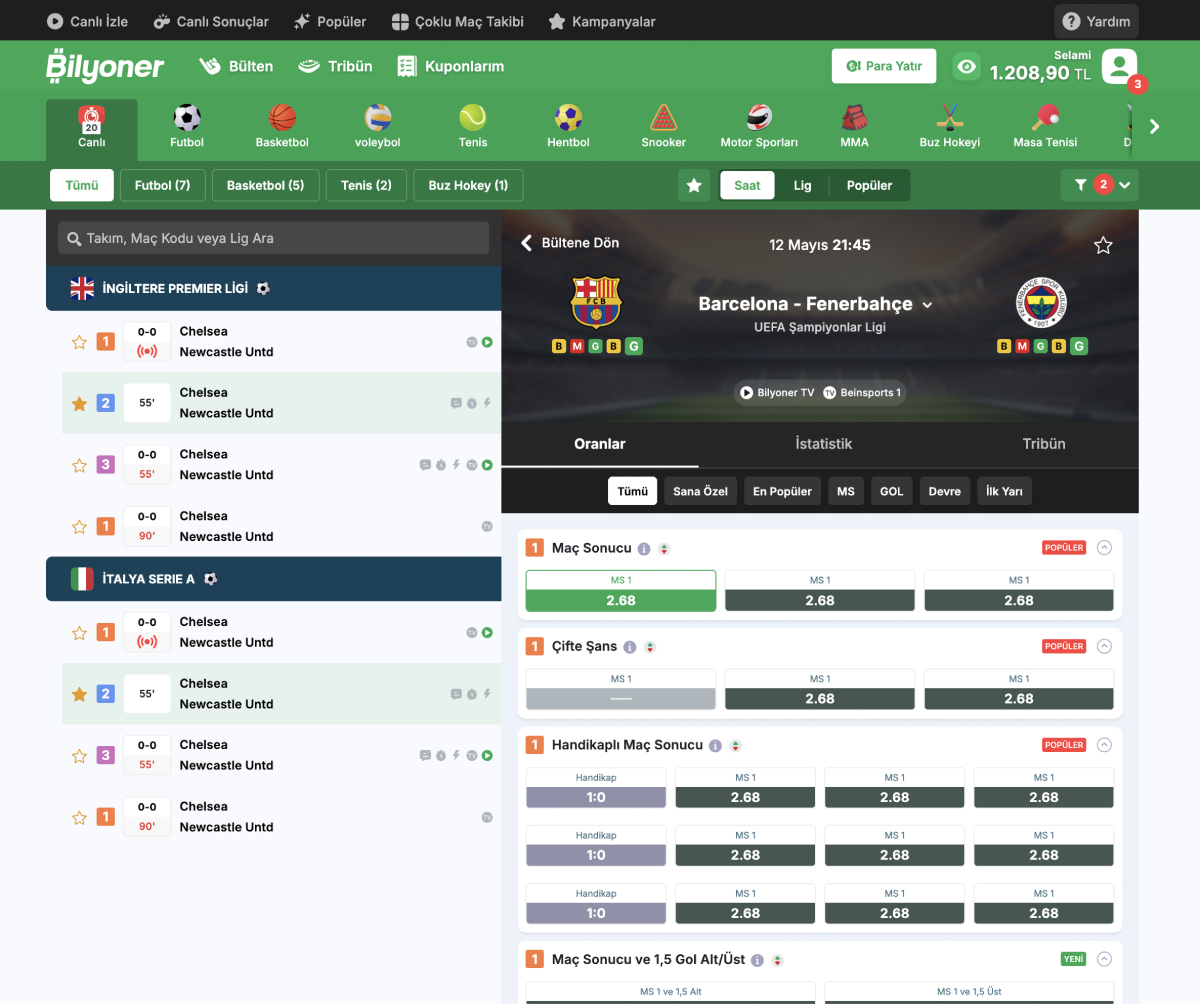 Canlı İzle
Canlı Sonuçlar
Popüler
Çoklu Maç Takibi
Kampanyalar
Yardım
Bilyoner
Bülten
Tribün
Kuponlarım
Para Yatır
Selami
1.208,90 TL
3
20
Canlı
Futbol
Basketbol
voleybol
Tenis
Hentbol
Snooker
Motor Sporları
MMA
Buz Hokeyi
Masa Tenisi
D
Tümü
Futbol (7)
Basketbol (5)
Tenis (2)
Buz Hokey (1)
Saat
Lig
Popüler
2
Takım, Maç Kodu veya Lig Ara
İNGİLTERE PREMIER LİGİ
1
0-0
Chelsea
Newcastle Untd
TV
2
55'
Chelsea
Newcastle Untd
3
0-0
55'
Chelsea
Newcastle Untd
TV
1
0-0
90'
Chelsea
Newcastle Untd
TV
İTALYA SERIE A
1
0-0
Chelsea
Newcastle Untd
TV
2
55'
Chelsea
Newcastle Untd
3
0-0
55'
Chelsea
Newcastle Untd
TV
1
0-0
90'
Chelsea
Newcastle Untd
TV
Bültene Dön
12 Mayıs 21:45
FCB
Barcelona - Fenerbahçe
UEFA Şampiyonlar Ligi
FENERBAHÇE SPOR KULÜBÜ
1907
B M G B G
B M G B G
Bilyoner TV
TV Beinsports 1
Oranlar
İstatistik
Tribün
Tümü
Sana Özel
En Popüler
MS
GOL
Devre
İlk Yarı
1 Maç Sonucu
POPÜLER
MS 1
2.68
MS 1
2.68
MS 1
2.68
1 Çifte Şans
POPÜLER
MS 1
—
MS 1
2.68
MS 1
2.68
1 Handikaplı Maç Sonucu
POPÜLER
Handikap
1:0
MS 1
2.68
MS 1
2.68
MS 1
2.68
Handikap
1:0
MS 1
2.68
MS 1
2.68
MS 1
2.68
Handikap
1:0
MS 1
2.68
MS 1
2.68
MS 1
2.68
1 Maç Sonucu ve 1,5 Gol Alt/Üst
YENİ
MS 1 ve 1,5 Alt
MS 1 ve 1,5 Üst